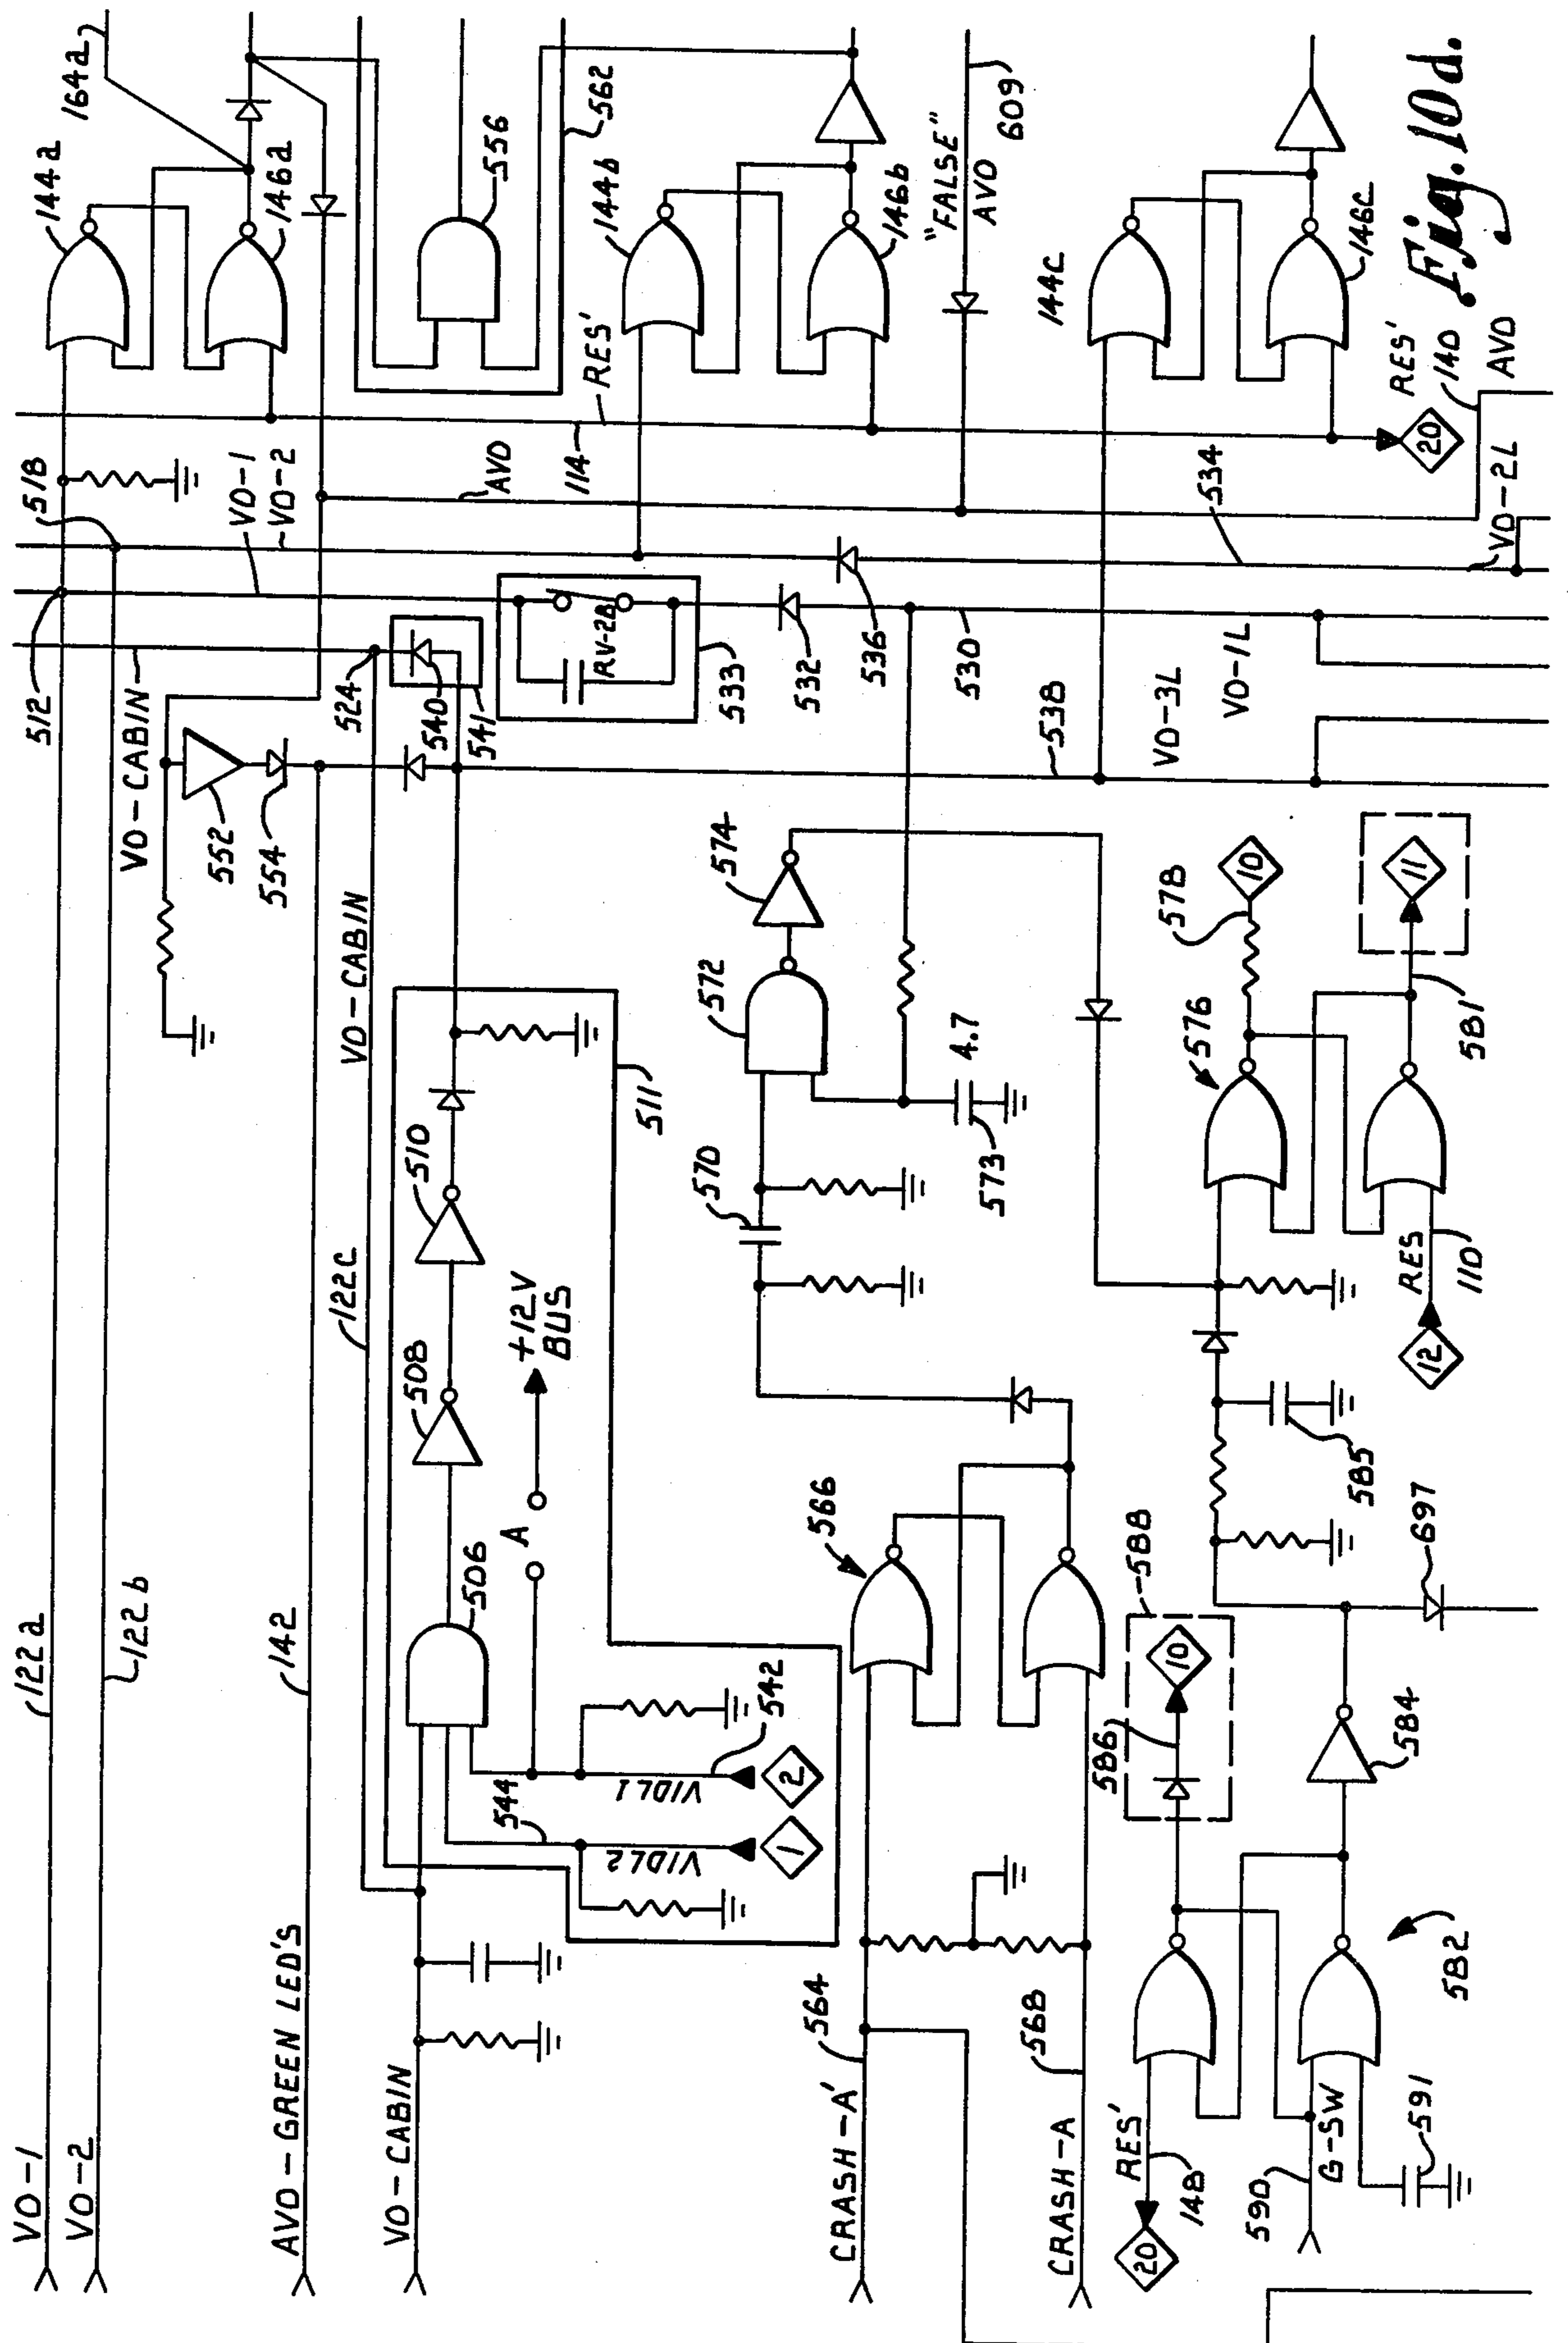 VO-1
VO-2
122a
122b
512
518
144a
164a
146a
VO-CABIN
VO-1
VO-2
AVO-GREEN LED'S
142
552
554
AVD
VO-CABIN
122C
VO-CABIN
524
540
541
506
508
510
511
A
+12V
BUS
544
VIDL2
VIDL1
542
1
2
RV-2B
533
532
536
530
114
RES'
556
562
144b
146b
"FALSE"
AVO
609
CRASH-A'
564
CRASH-A
568
566
570
572
573
4.7
574
538
VO-3L
VO-1L
534
VO-2L
144C
146C
RES'
20
140
AVO
RES'
148
20
590
G-SW
591
582
586
10
588
584
697
585
576
578
10
RES
110
12
581
11
Fig. 10d.